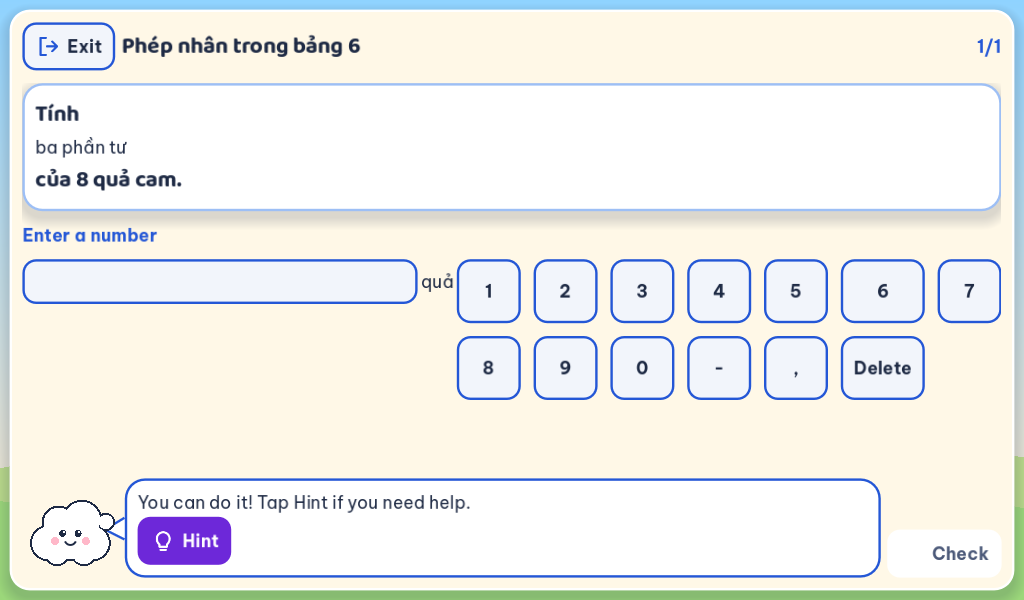 Exit
Phép nhân trong bảng 6
1/1
Tính
ba phần tư
của 8 quả cam.
Enter a number
quả
1 2 3 4 5 6 7
8 9 0 - , Delete
You can do it! Tap Hint if you need help.
Hint
Check